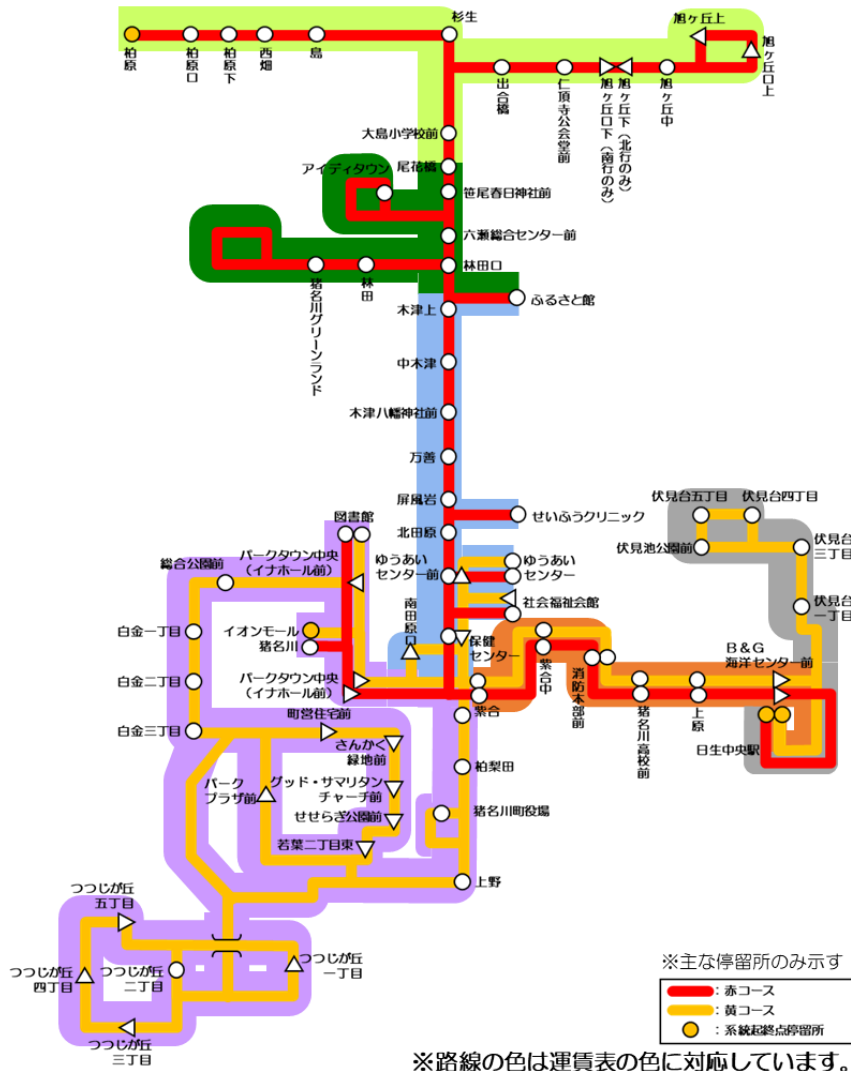 杉生
旭ヶ丘上
旭ヶ丘口上
柏原
柏原口
柏原下
西畑
島
出合橋
仁頂寺公会堂前
旭ヶ丘口下(南行のみ)
旭ヶ丘下(北行のみ)
旭ヶ丘中
大島小学校前
尾花橋
アイディタウン
笹尾春日神社前
六瀬総合センター前
林田口
猪名川グリーンランド
林田
ふるさと館
木津上
中木津
木津八幡神社前
万善
屏風岩
せいふうクリニック
北田原
図書館
パークタウン中央
(イナホール前)
総合公園前
ゆうあい
センター前
ゆうあい
センター
社会福祉会館
南田原口
保健
センター
伏見台五丁目
伏見台四丁目
伏見池公園前
伏見台
三丁目
伏見台
一丁目
白金一丁目
イオンモール
猪名川
白金二丁目
パークタウン中央
(イナホール前)
白金三丁目
町営住宅前
紫合
紫合中
消防本部前
猪名川高校前
上原
B&G
海洋センター前
日生中央駅
さんかく
緑地前
パーク
プラザ前
グッド・サマリタン
チャーチ前
せせらぎ公園前
若葉二丁目東
柏梨田
猪名川町役場
上野
つつじが丘
五丁目
つつじが丘
四丁目
つつじが丘
二丁目
つつじが丘
一丁目
つつじが丘
三丁目
※主な停留所のみ示す
:赤コース
:黄コース
:系統起終点停留所
※路線の色は運賃表の色に対応しています。